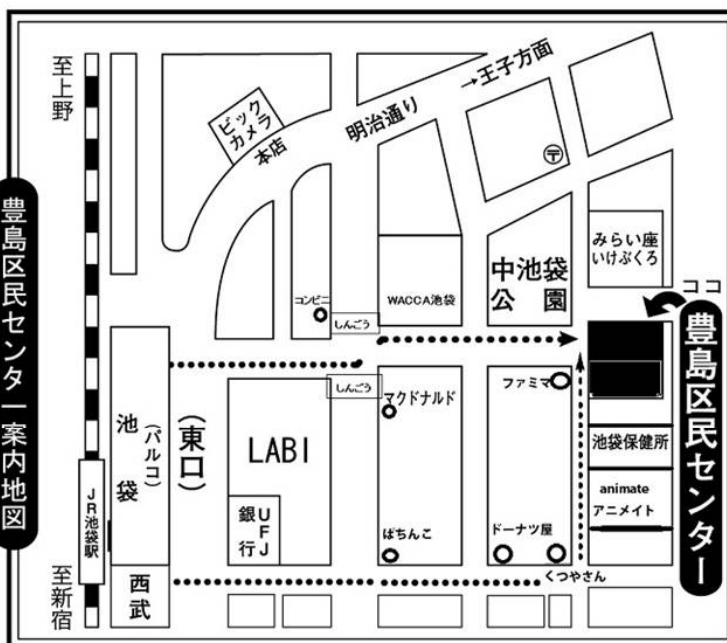 豊島区民センター案内地図
至上野
ビック
カメラ
本店
明治通り
→王子方面
〒
みらい座
いけぶくろ
中池袋
公園
WACCA池袋
コンビニ
しんごう
ココ
豊島区民センター
しんごう
マクドナルド
ファミマ
池袋
(パルコ)
(東口)
LABI
池袋保健所
animate
アニメイト
JR池袋駅
UFJ
銀行
ぱちんこ
ドーナツ屋
くつやさん
至新宿
西武